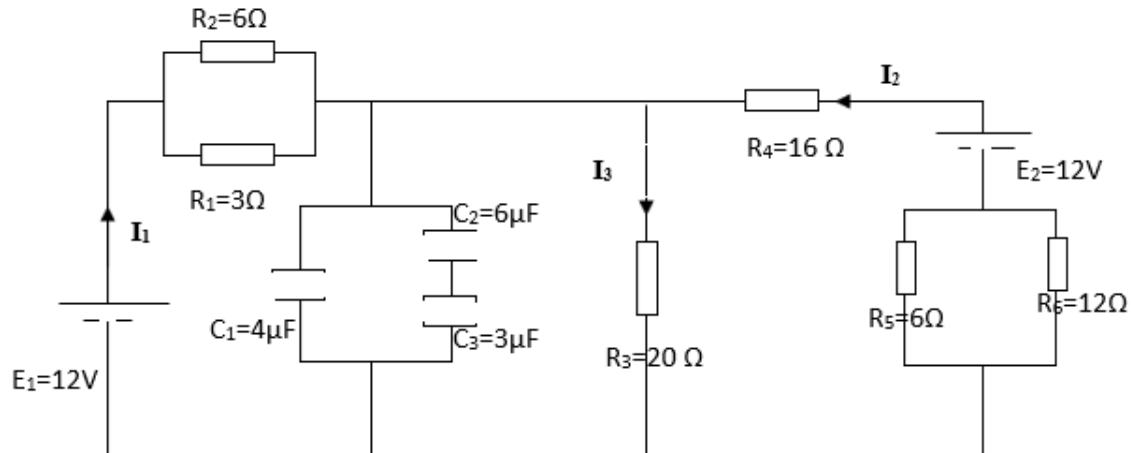 R₂=6Ω
I₂
R₄=16 Ω
E₂=12V
I₃
R₁=3Ω
C₂=6μF
I₁
R₅=6Ω
R₆=12Ω
C₁=4μF
C₃=3μF
R₃=20 Ω
E₁=12V